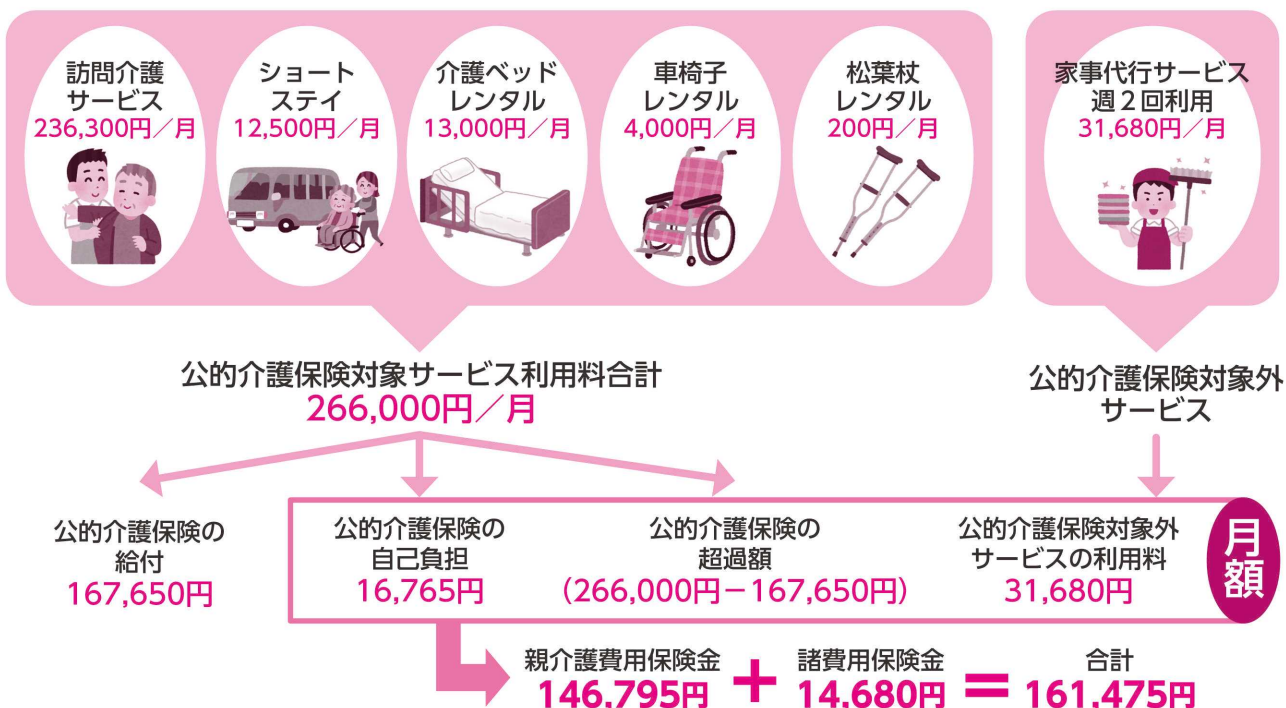 訪問介護
サービス
236,300円／月
ショート
ステイ
12,500円／月
介護ベッド
レンタル
13,000円／月
車椅子
レンタル
4,000円／月
松葉杖
レンタル
200円／月
家事代行サービス
週２回利用
31,680円／月
公的介護保険対象サービス利用料合計
266,000円／月
公的介護保険対象外
サービス
公的介護保険の
給付
167,650円
公的介護保険の
自己負担
16,765円
公的介護保険の
超過額
（266,000円－167,650円）
公的介護保険対象外
サービスの利用料
31,680円
月額
親介護費用保険金
146,795円
＋
諸費用保険金
14,680円
＝
合計
161,475円